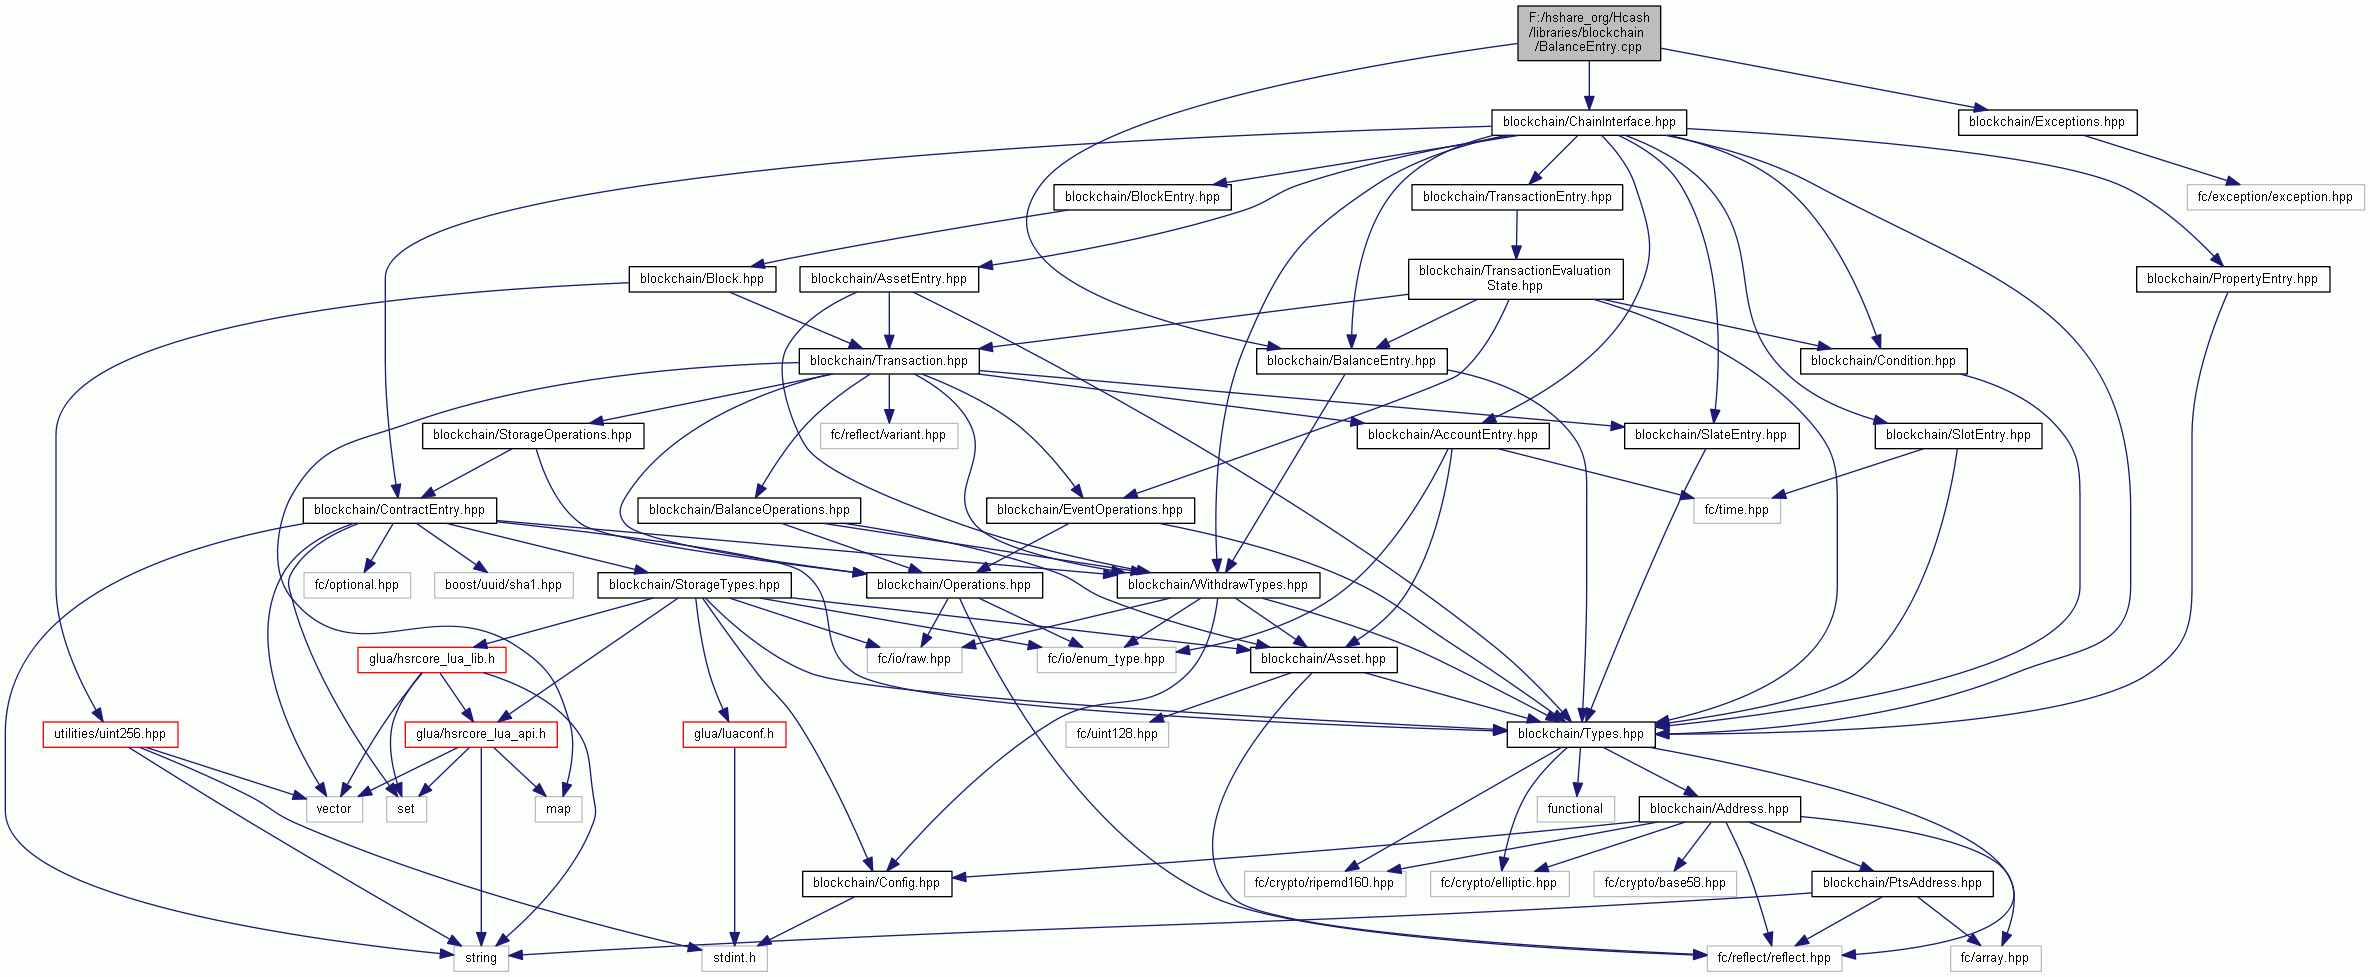 F:/hshare_org/Hcash
/libraries/blockchain
/BalanceEntry.cpp
blockchain/ChainInterface.hpp
blockchain/Exceptions.hpp
blockchain/BlockEntry.hpp
blockchain/TransactionEntry.hpp
fc/exception/exception.hpp
blockchain/Block.hpp
blockchain/AssetEntry.hpp
blockchain/TransactionEvaluation
State.hpp
blockchain/PropertyEntry.hpp
blockchain/Transaction.hpp
blockchain/BalanceEntry.hpp
blockchain/Condition.hpp
blockchain/StorageOperations.hpp
fc/reflect/variant.hpp
blockchain/AccountEntry.hpp
blockchain/SlateEntry.hpp
blockchain/SlotEntry.hpp
blockchain/ContractEntry.hpp
blockchain/BalanceOperations.hpp
blockchain/EventOperations.hpp
fc/time.hpp
fc/optional.hpp
boost/uuid/sha1.hpp
blockchain/StorageTypes.hpp
blockchain/Operations.hpp
blockchain/WithdrawTypes.hpp
glua/hsrcore_lua_lib.h
fc/io/raw.hpp
fc/io/enum_type.hpp
blockchain/Asset.hpp
utilities/uint256.hpp
glua/hsrcore_lua_api.h
glua/luaconf.h
fc/uint128.hpp
blockchain/Types.hpp
vector
set
map
functional
blockchain/Address.hpp
blockchain/Config.hpp
fc/crypto/ripemd160.hpp
fc/crypto/elliptic.hpp
fc/crypto/base58.hpp
blockchain/PtsAddress.hpp
string
stdint.h
fc/reflect/reflect.hpp
fc/array.hpp